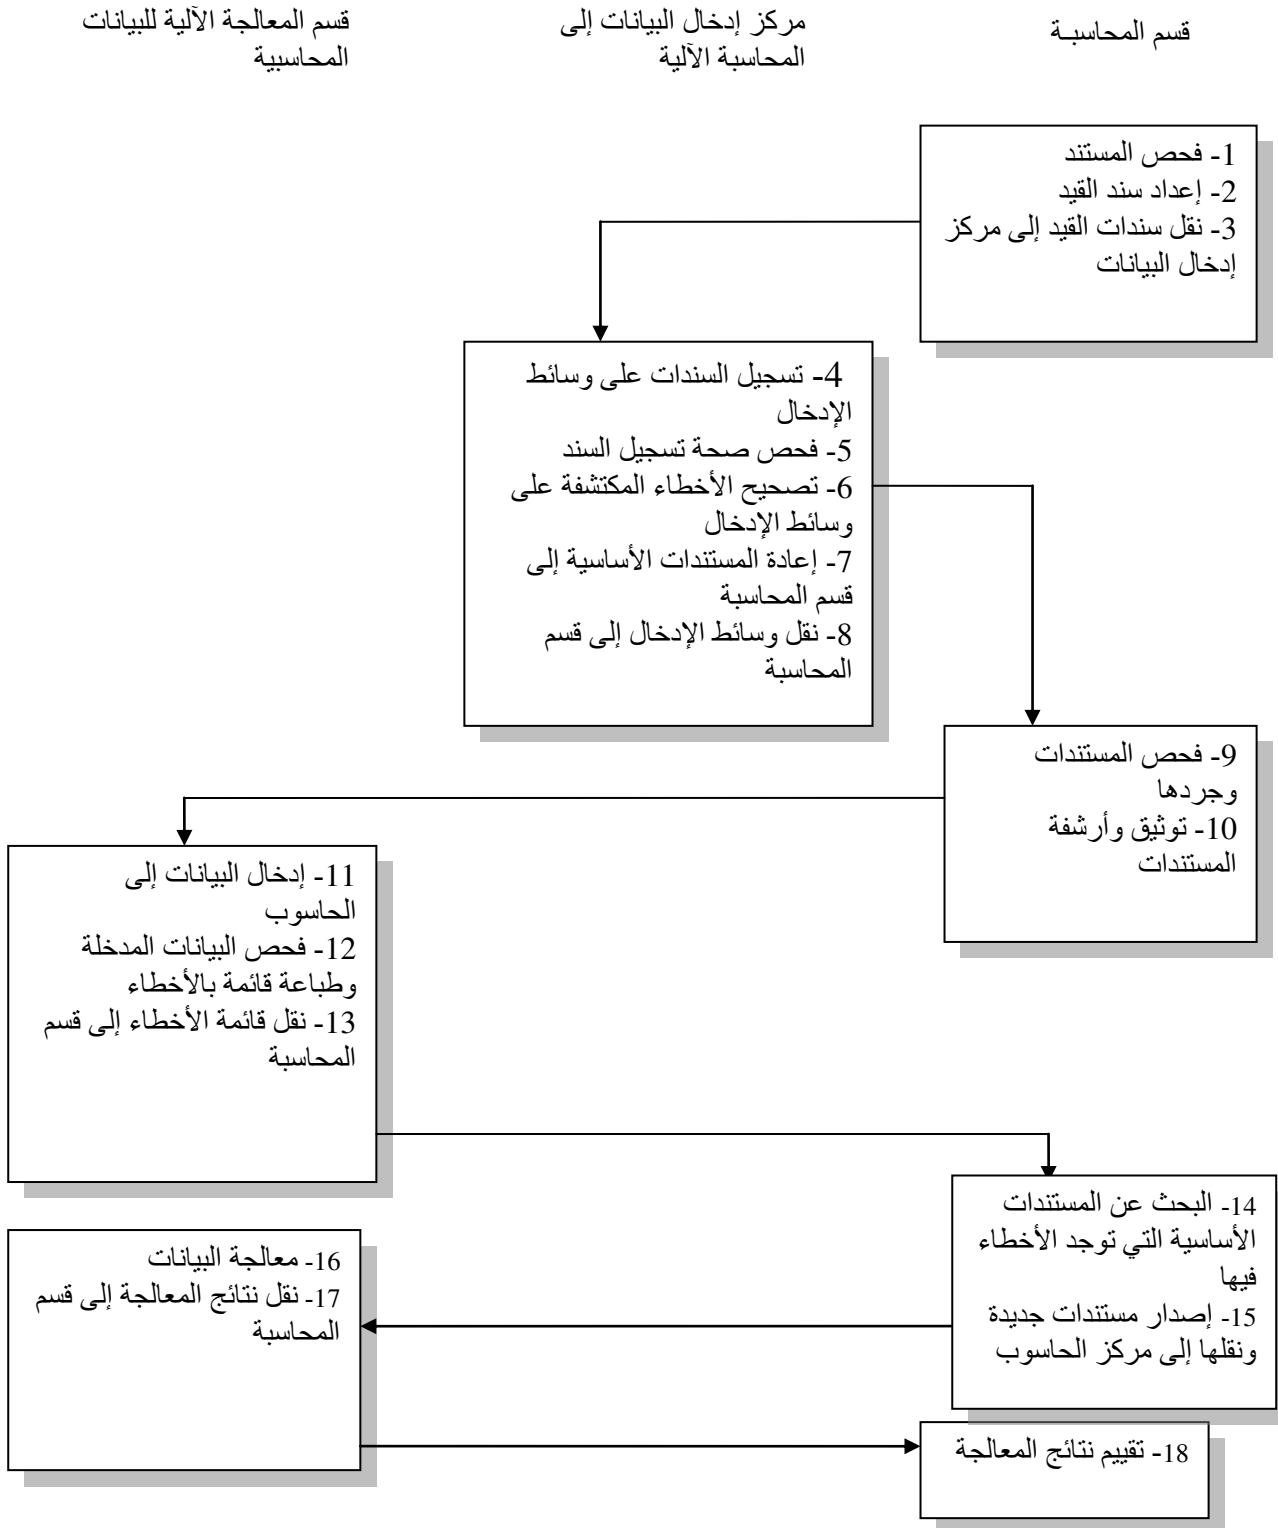 قسم المحاسبـة
مركز إدخال البيانات إلى
المحاسبة الآلية
قسم المعالجة الآلية للبيانات
المحاسبية
1- فحص المستند
2- إعداد سند القيد
3- نقل سندات القيد إلى مركز
إدخال البيانات
4- تسجيل السندات على وسائط
الإدخال
5- فحص صحة تسجيل السند
6- تصحيح الأخطاء المكتشفة على
وسائط الإدخال
7- إعادة المستندات الأساسية إلى
قسم المحاسبة
8- نقل وسائط الإدخال إلى قسم
المحاسبة
9- فحص المستندات
وجردها
10- توثيق وأرشفة
المستندات
11- إدخال البيانات إلى
الحاسوب
12- فحص البيانات المدخلة
وطباعة قائمة بالأخطاء
13- نقل قائمة الأخطاء إلى قسم
المحاسبة
14- البحث عن المستندات
الأساسية التي توجد الأخطاء
فيها
15- إصدار مستندات جديدة
ونقلها إلى مركز الحاسوب
16- معالجة البيانات
17- نقل نتائج المعالجة إلى قسم
المحاسبة
18- تقييم نتائج المعالجة